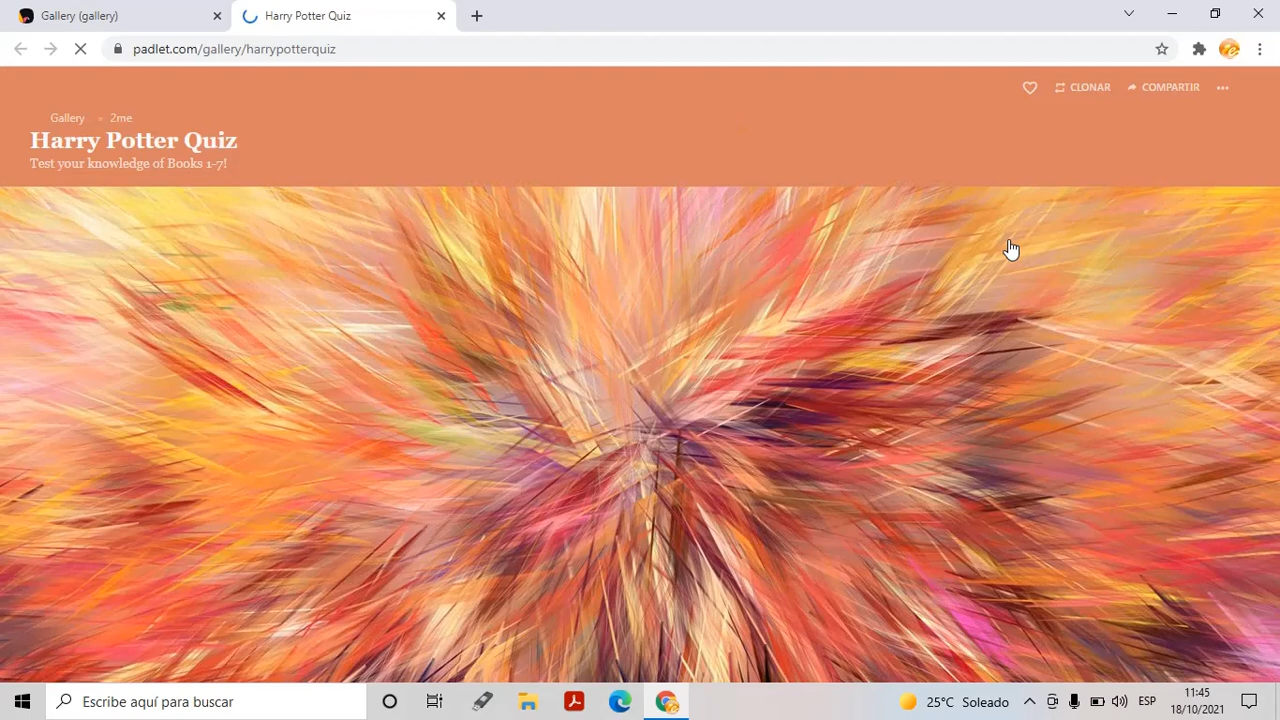 Gallery (gallery)
Harry Potter Quiz
padlet.com/gallery/harrypotterquiz
CLONAR
COMPARTIR
Gallery
2me
Harry Potter Quiz
Test your knowledge of Books 1-7!
Escribe aquí para buscar
25°C Soleado
ESP
11:45
18/10/2021